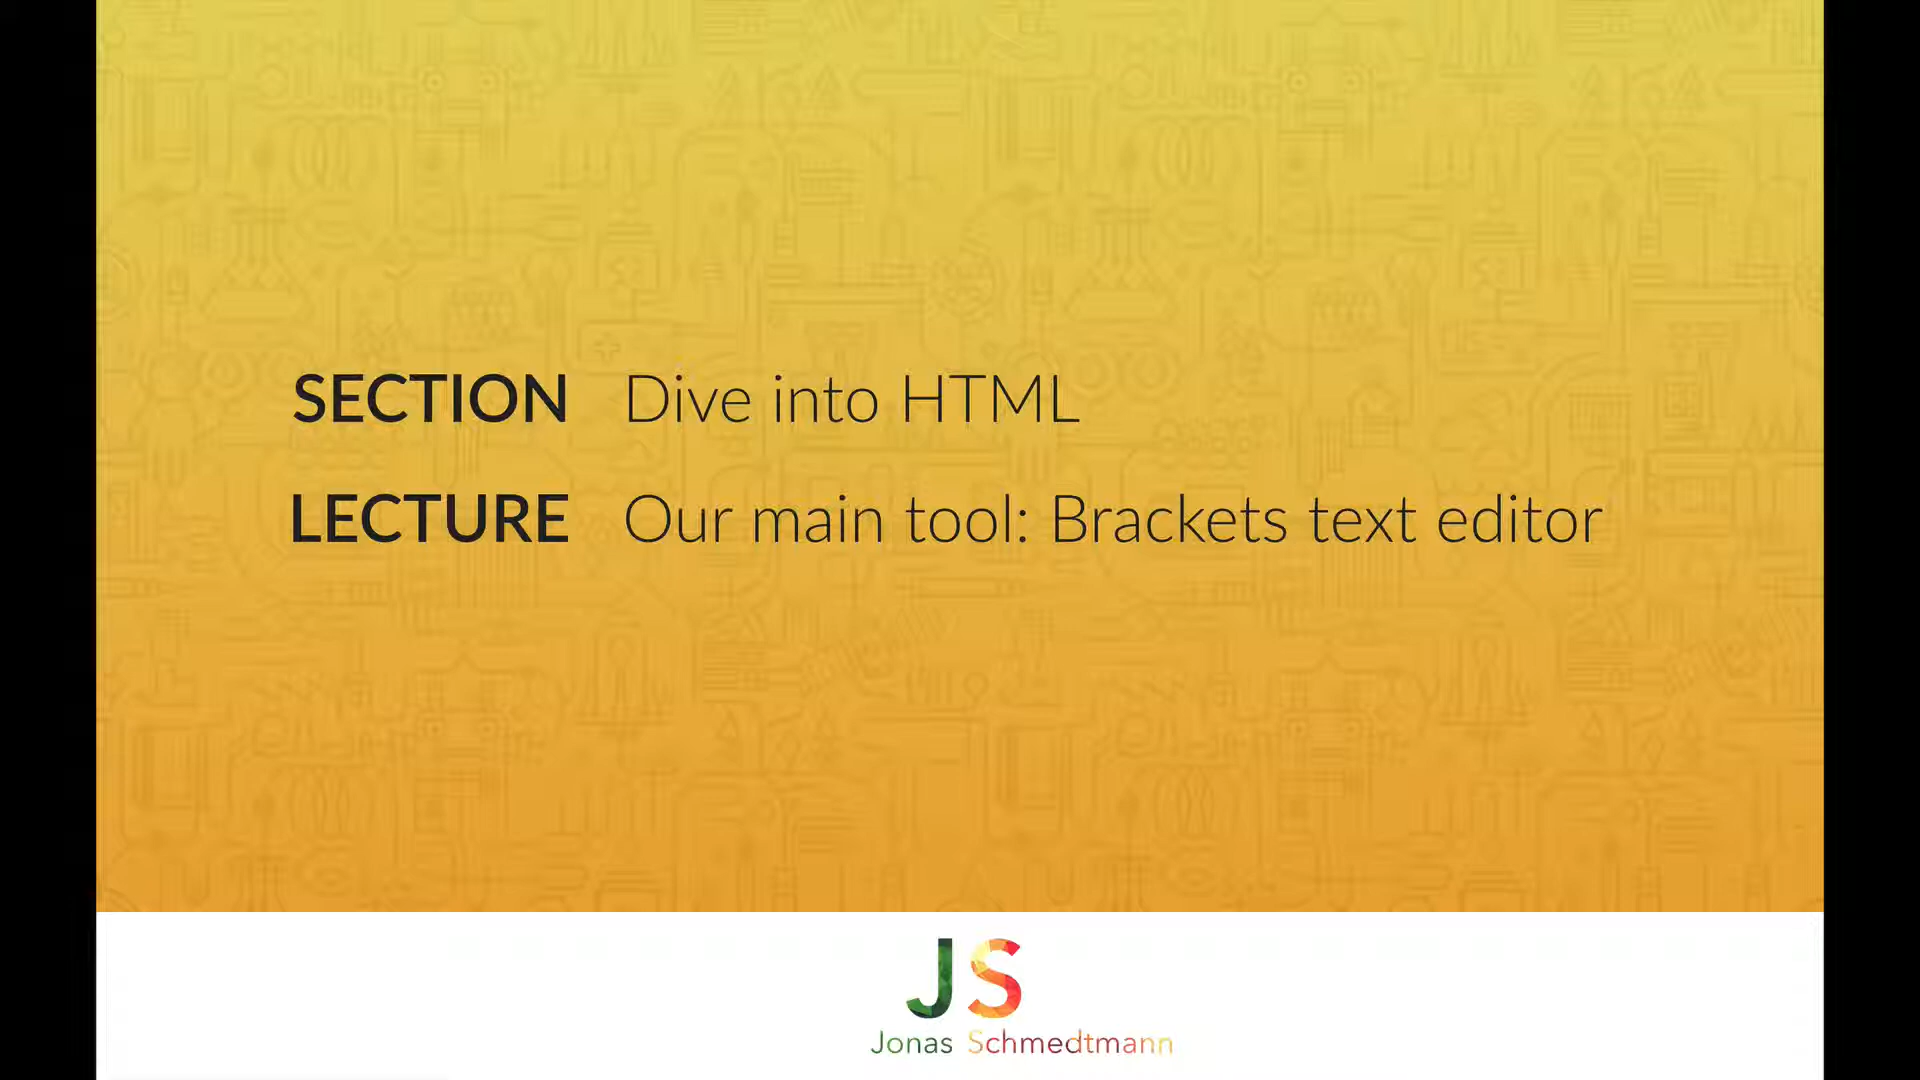 SECTION Dive into HTML
LECTURE Our main tool: Brackets text editor
JS
Jonas Schmedtmann